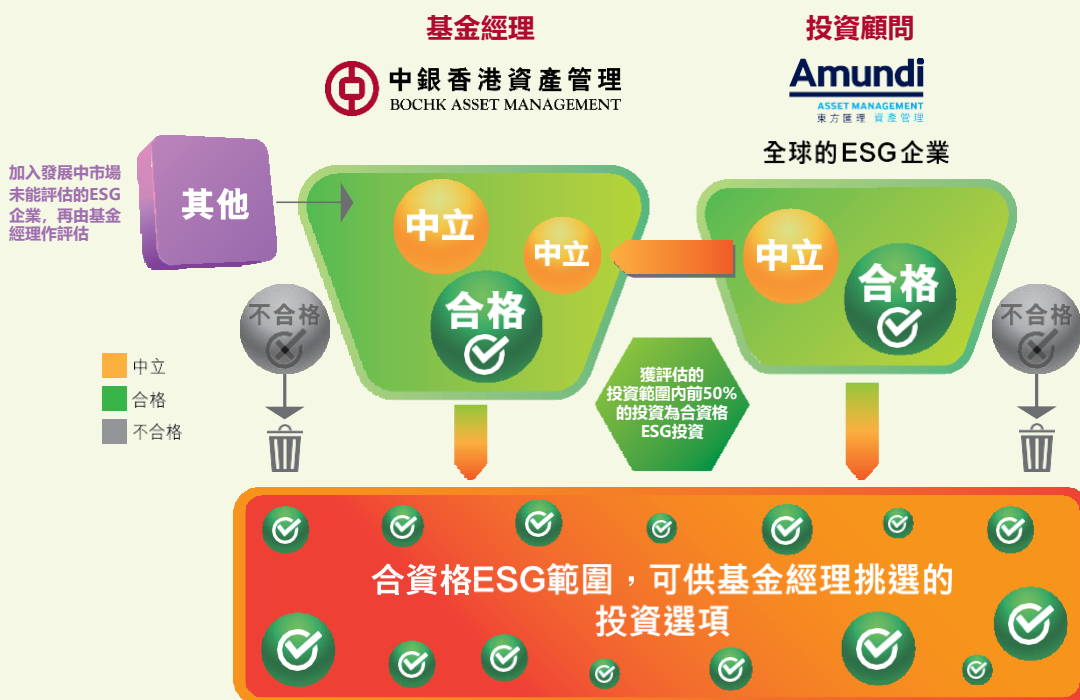 基金經理
中銀香港資產管理
BOCHK ASSET MANAGEMENT
投資顧問
Amundi
ASSET MANAGEMENT
東方匯理 資產管理
全球的ESG企業
加入發展中市場
未能評估的ESG
企業，再由基金
經理作評估
其他
中立
中立
合格
中立
合格
不合格
不合格
中立
合格
不合格
獲評估的
投資範圍內前50%
的投資為合資格
ESG投資
合資格ESG範圍，可供基金經理挑選的
投資選項